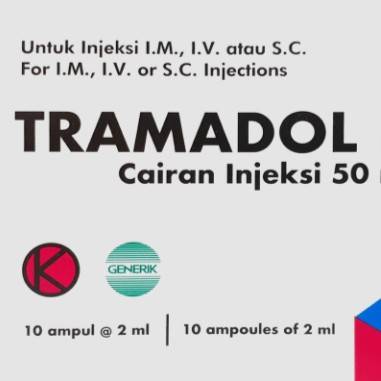 Untuk Injeksi I.M., I.V. atau S.C.
For I.M., I.V. or S.C. Injections
TRAMADOL
Cairan Injeksi 50
K
GENERIK
10 ampul @ 2 ml | 10 ampoules of 2 ml